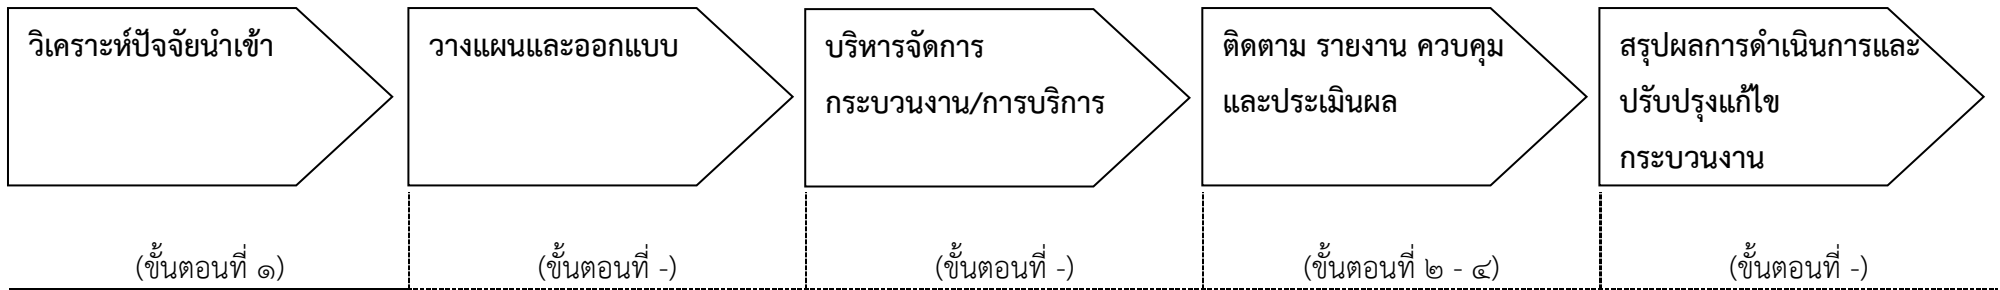 วิเคราะห์ปัจจัยนำเข้า
วางแผนและออกแบบ
บริหารจัดการ
กระบวนงาน/การบริการ
ติดตาม รายงาน ควบคุม
และประเมินผล
สรุปผลการดำเนินการและ
ปรับปรุงแก้ไข
กระบวนงาน
(ขั้นตอนที่ ๑)
(ขั้นตอนที่ -)
(ขั้นตอนที่ -)
(ขั้นตอนที่ ๒ - ๔)
(ขั้นตอนที่ -)